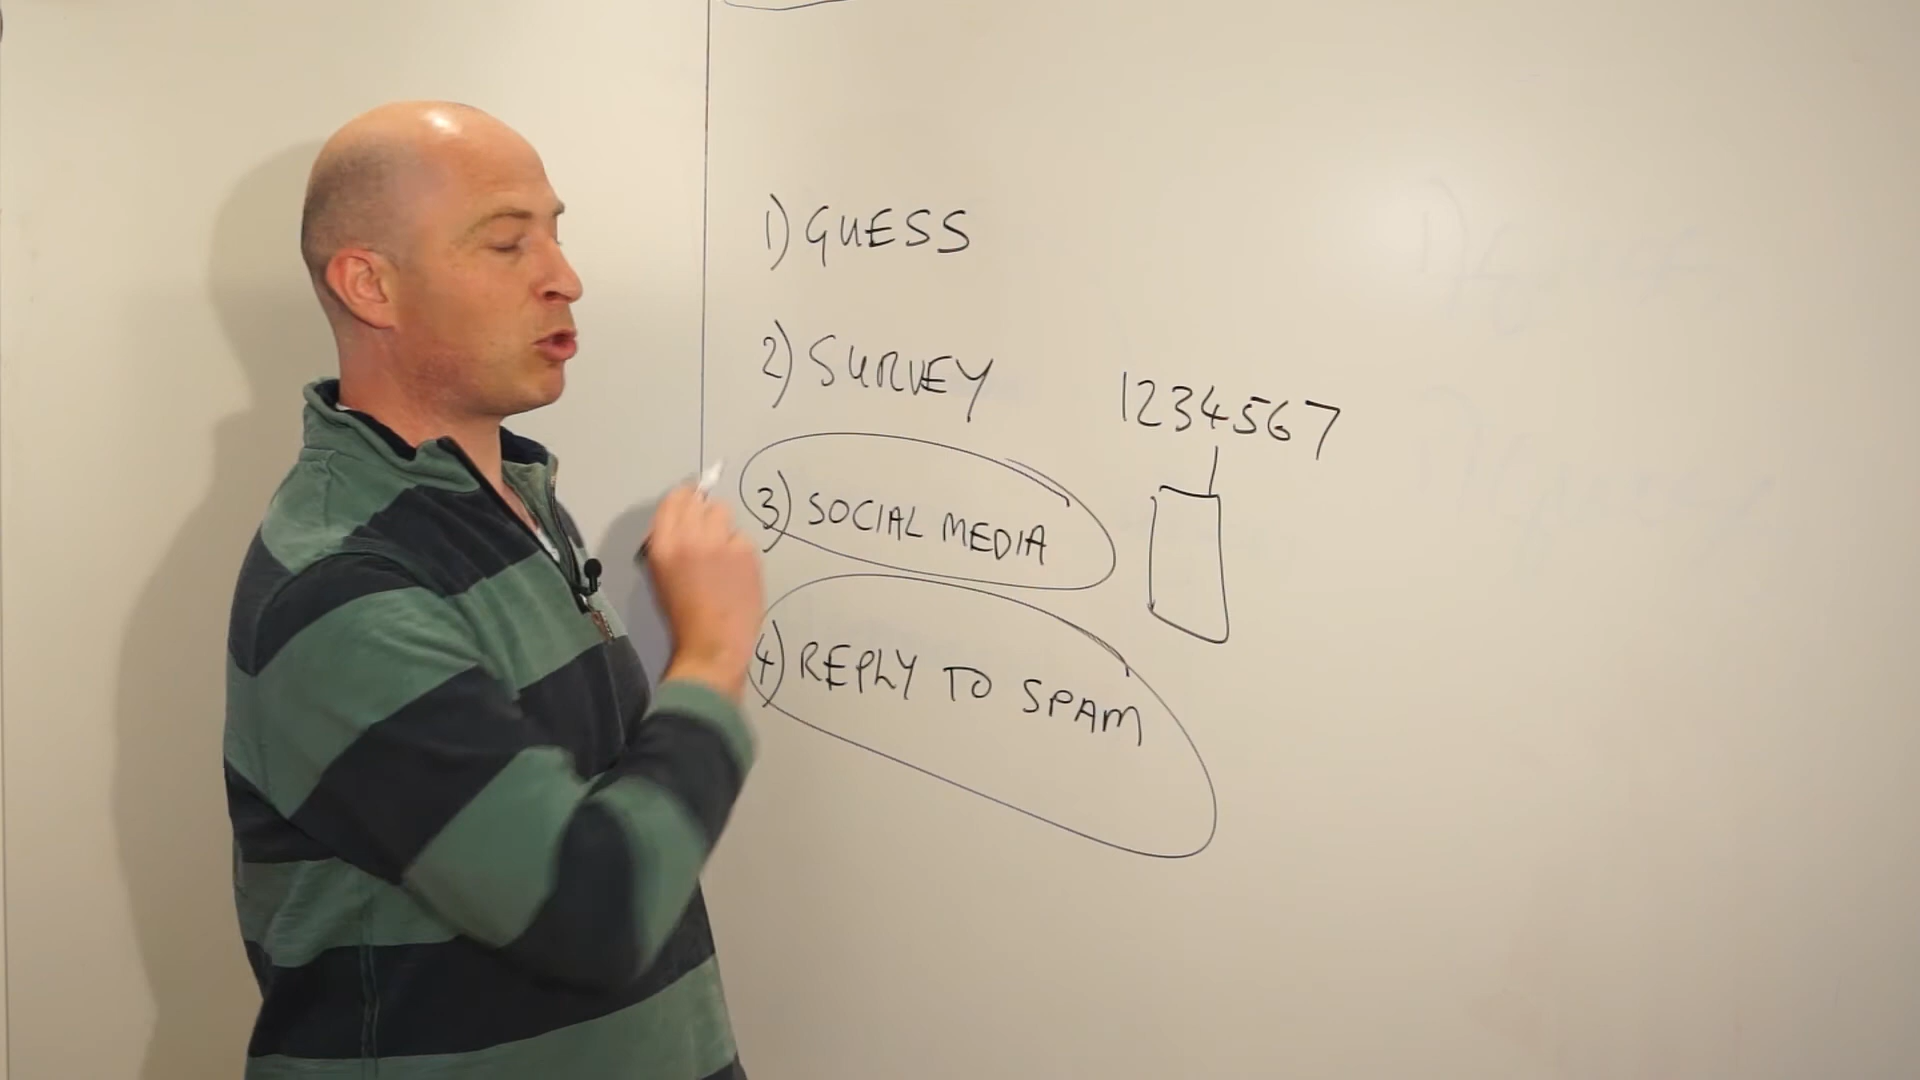 1) GUESS
2) SURVEY
1234567
3) SOCIAL MEDIA
4) REPLY TO SPAM